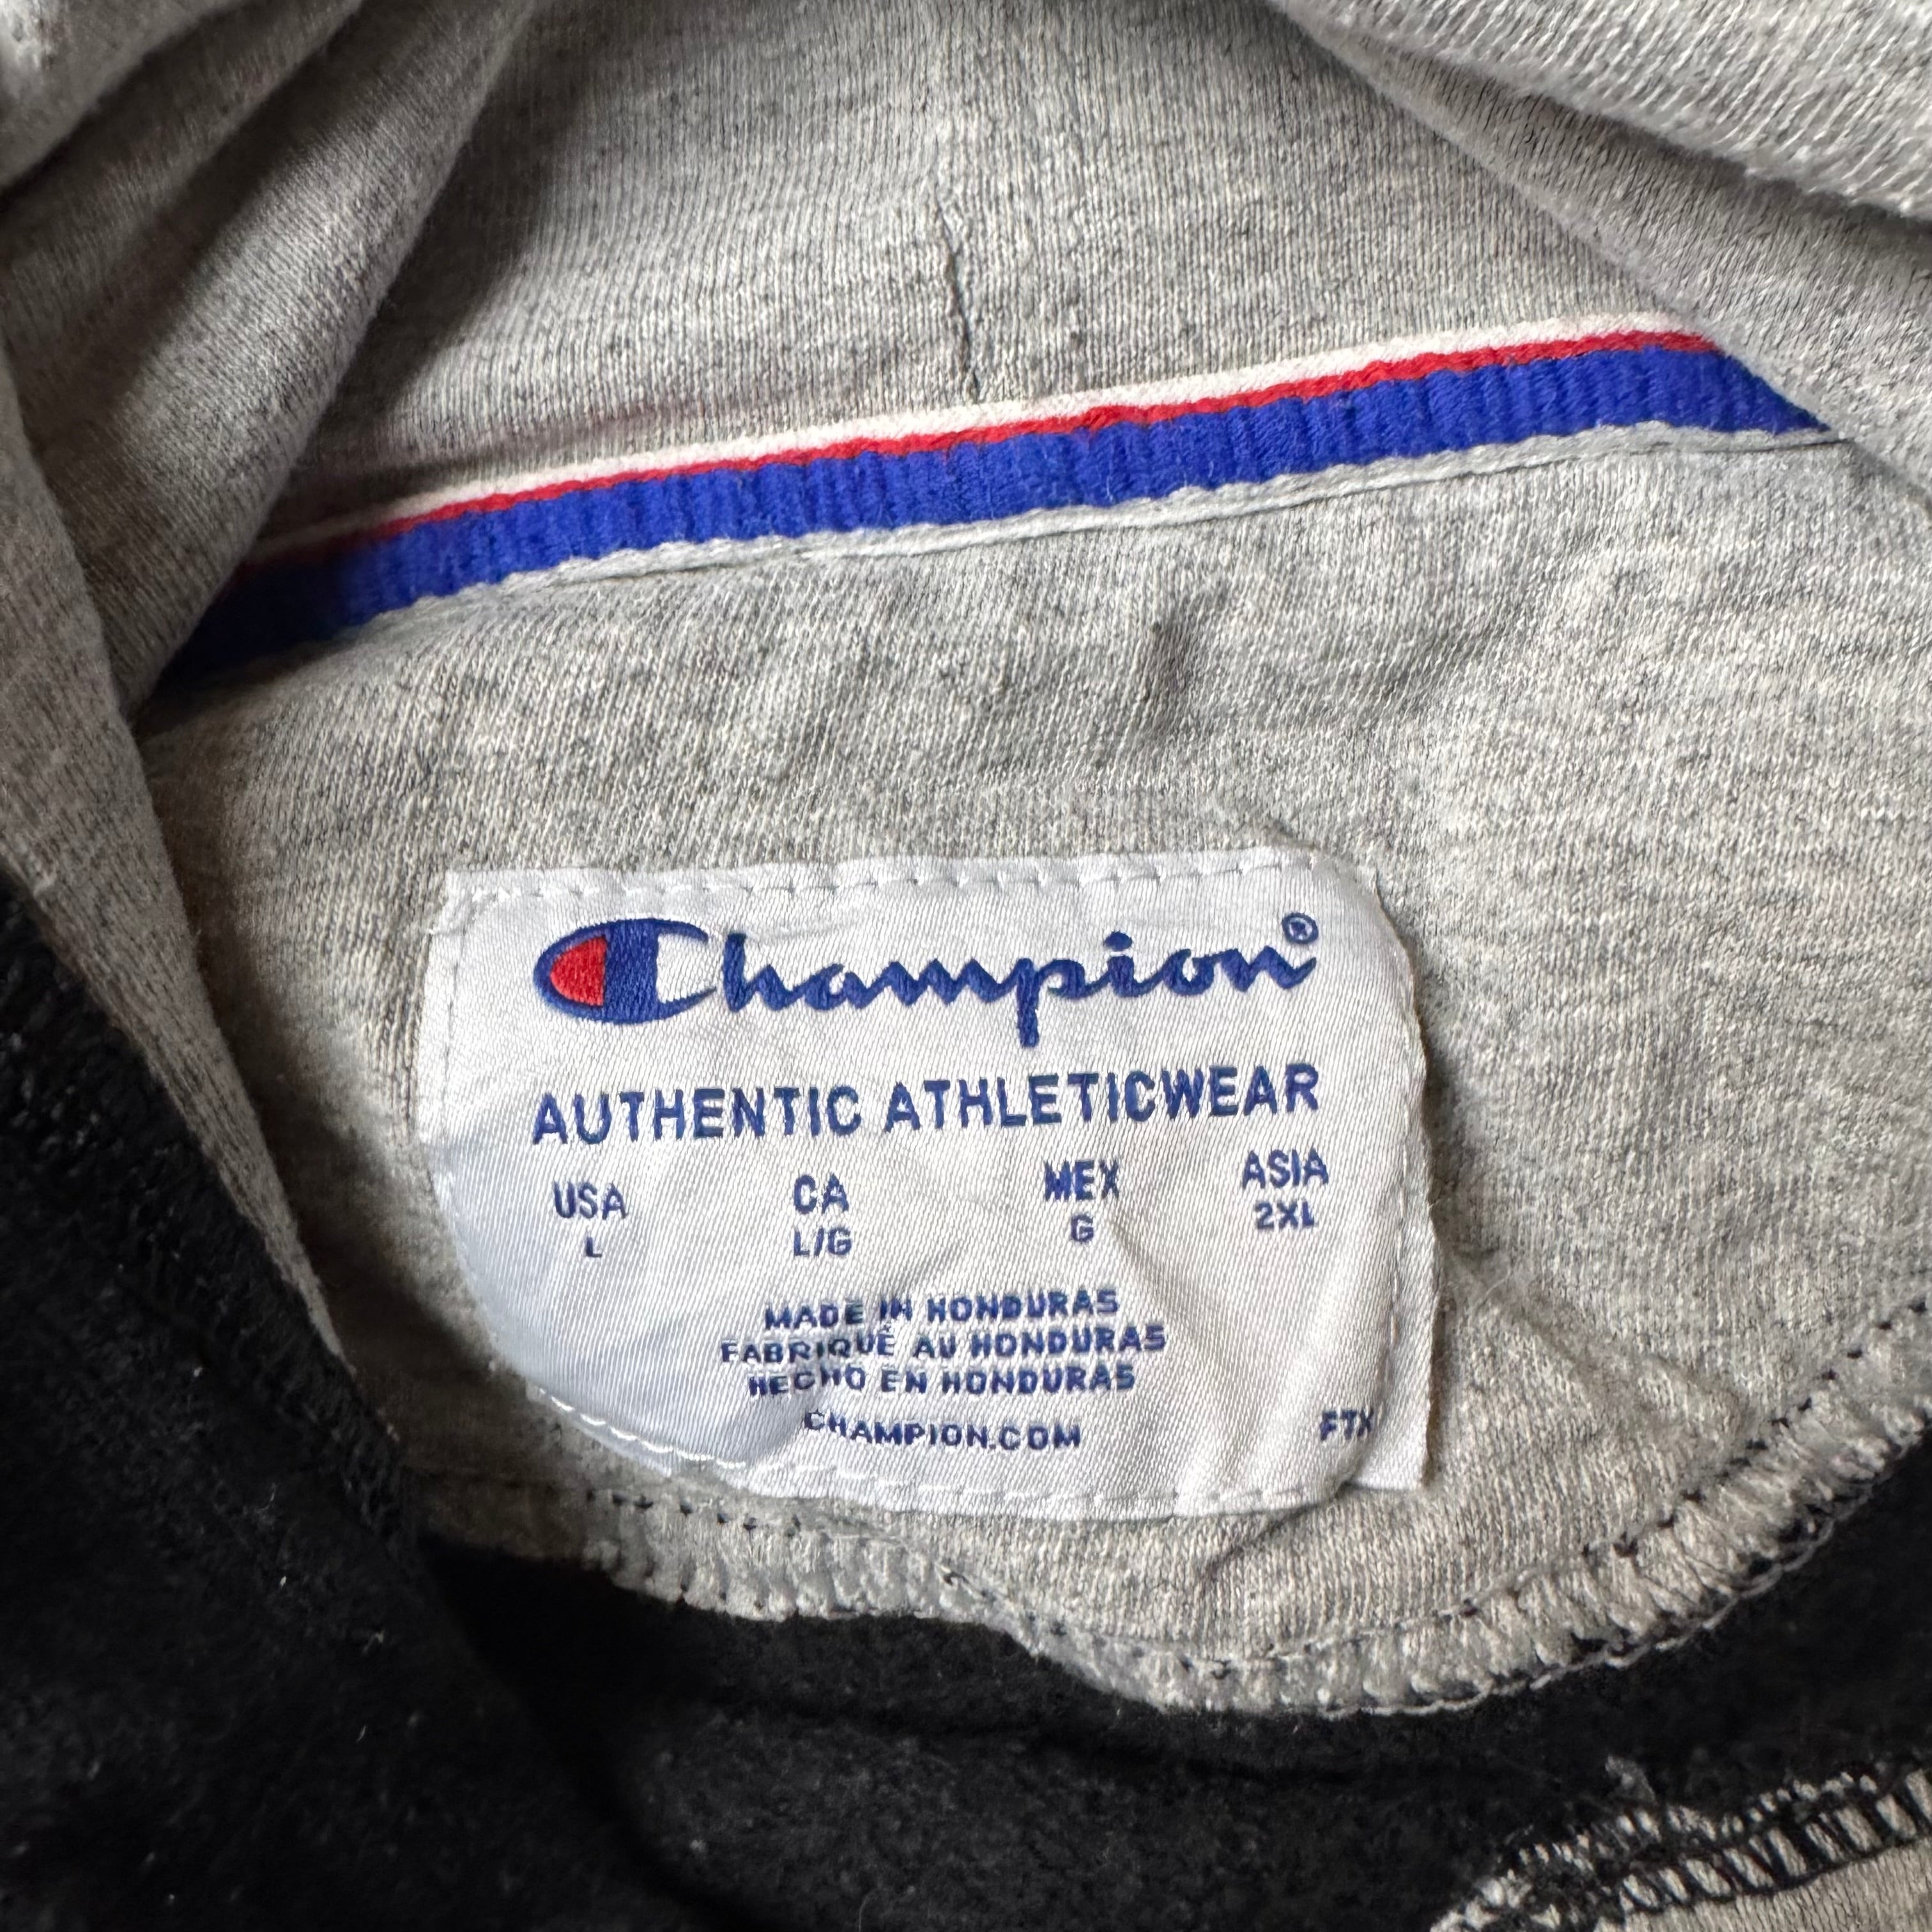 Champion®
AUTHENTIC ATHLETICWEAR
USA CA MEX ASIA
L L/G G 2XL
MADE IN HONDURAS
FABRIQUÉ AU HONDURAS
HECHO EN HONDURAS
CHAMPION.COM FTX